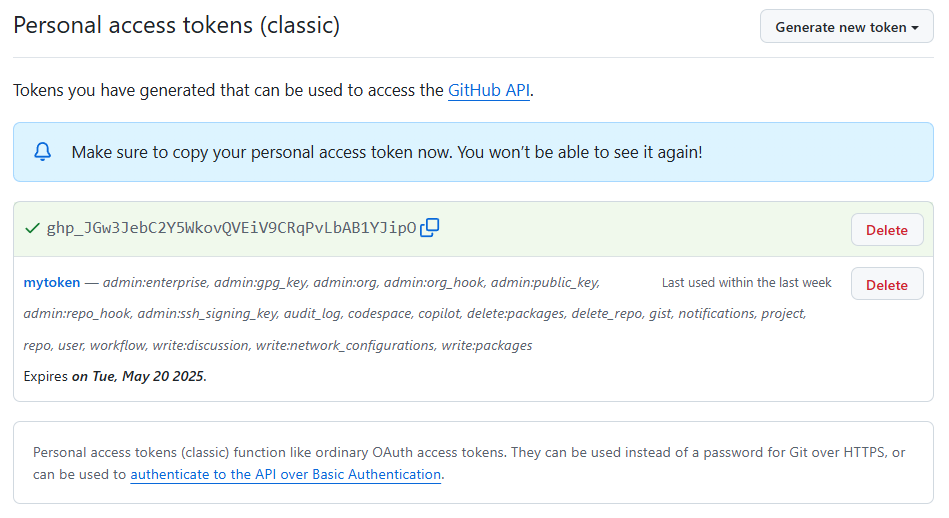 Personal access tokens (classic)
Generate new token
Tokens you have generated that can be used to access the GitHub API.
Make sure to copy your personal access token now. You won’t be able to see it again!
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
Delete
mytoken — admin:enterprise, admin:gpg_key, admin:org, admin:org_hook, admin:public_key,
Last used within the last week
Delete
admin:repo_hook, admin:ssh_signing_key, audit_log, codespace, copilot, delete:packages, delete_repo, gist, notifications, project,
repo, user, workflow, write:discussion, write:network_configurations, write:packages
Expires on Tue, May 20 2025.
Personal access tokens (classic) function like ordinary OAuth access tokens. They can be used instead of a password for Git over HTTPS, or
can be used to authenticate to the API over Basic Authentication.